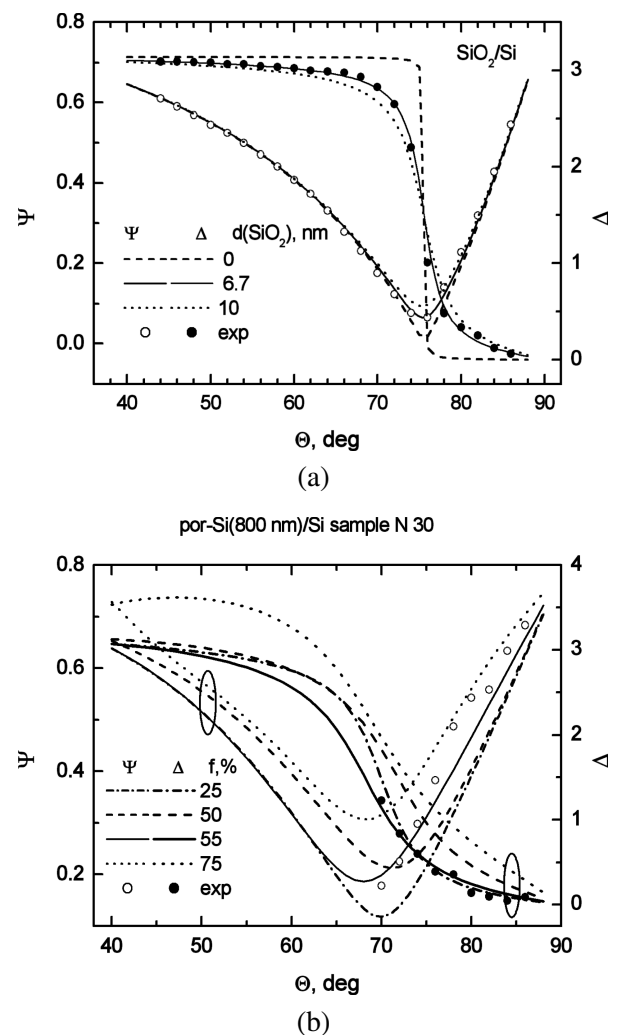 (a)
0.8
0.7
0.6
0.4
0.2
0.0
Ψ
3
2
1
0
Δ
SiO₂/Si
Ψ Δ d(SiO₂), nm
0
6.7
10
exp
40 50 60 70 80 90
Θ, deg
(a)
por-Si(800 nm)/Si sample N 30
0.8
0.6
0.4
0.2
Ψ
4
3
2
1
0
Δ
Ψ Δ f,%
25
50
55
75
exp
40 50 60 70 80 90
Θ, deg
(b)